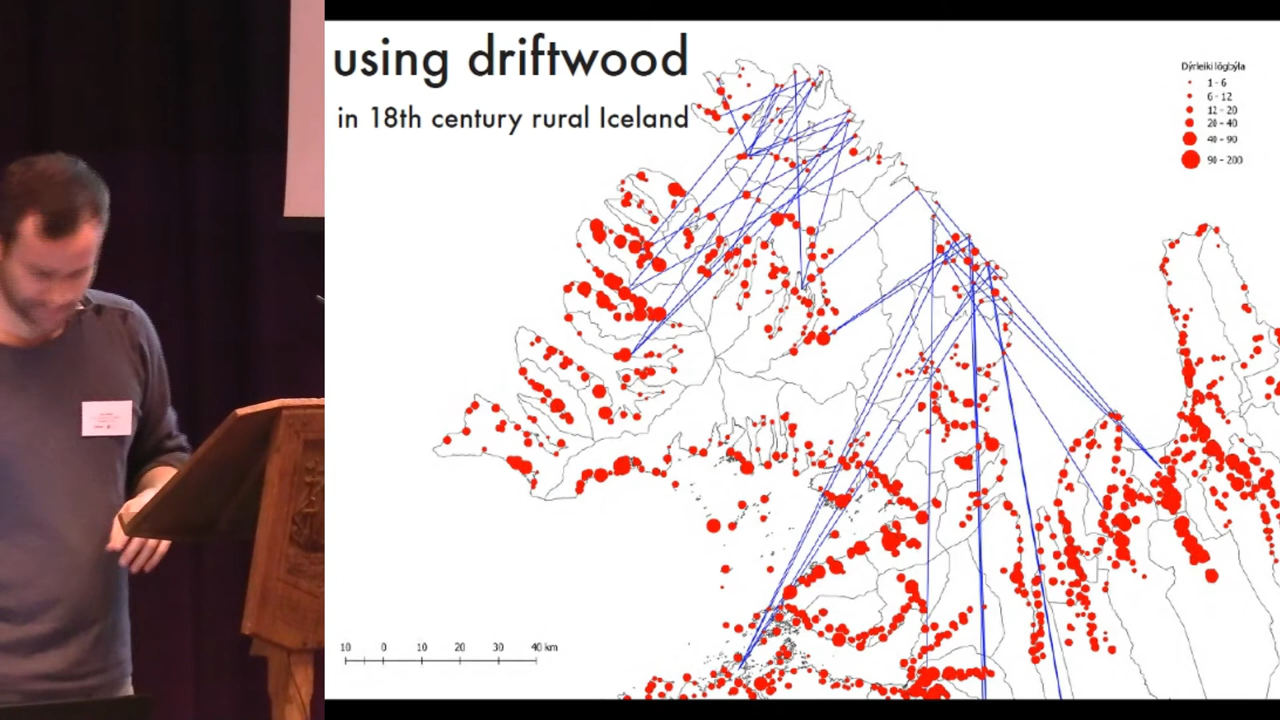 using driftwood
in 18th century rural Iceland
Dýrleiki lögbýla
1 - 6
6 - 12
12 - 20
20 - 40
40 - 90
90 - 200
10 0 10 20 30 40 km